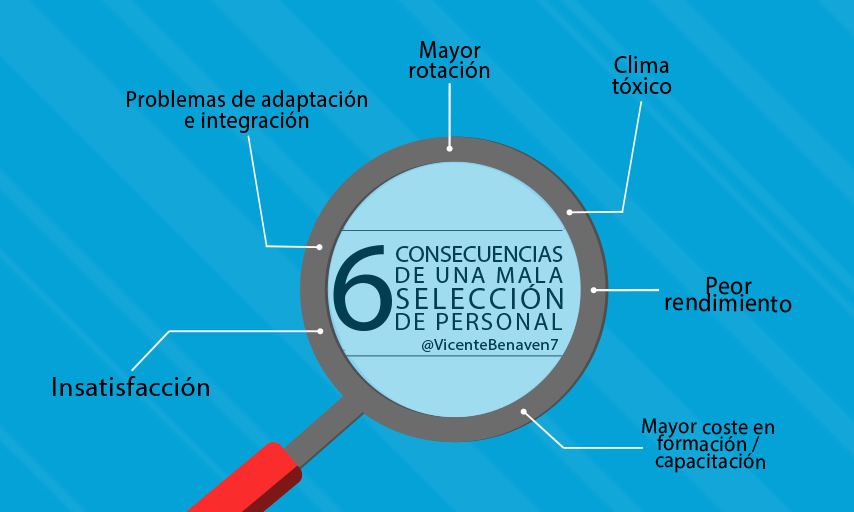 Mayor
rotación
Clima
tóxico
Problemas de adaptación
e integración
6
CONSECUENCIAS
DE UNA MALA
SELECCIÓN
DE PERSONAL
@VicenteBenaven7
Peor
rendimiento
Insatisfacción
Mayor coste en
formación /
capacitación